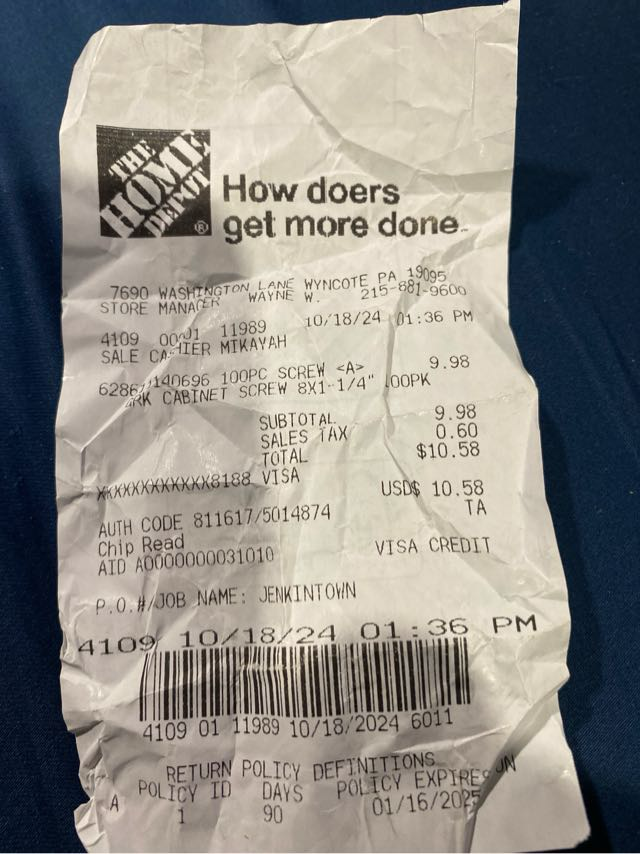 THE
HOME
DEPOT
®
How doers
get more done.
7690 WASHINGTON LANE WYNCOTE PA 19095
STORE MANAGER WAYNE W. 215-881-9600
4109 11989 10/18/24 01:36 PM
SALE CASHIER MIKAYAH
100PC SCREW <A> 9.98
CABINET SCREW 8X1-1/4"
SUBTOTAL 9.98
SALES TAX 0.60
TOTAL $10.58
XXXXXXXXXXXX8188 VISA
USD$ 10.58
AUTH CODE 811617/5014874 TA
Chip Read
AID A0000000031010 VISA CREDIT
P.O.#/JOB NAME: JENKINTOWN
4109 10/18/24 01:36 PM
4109 01 11989 10/18/2024 6011
RETURN POLICY DEFINITIONS
POLICY ID DAYS POLICY EXPIRES ON
A 1 90 01/16/2025